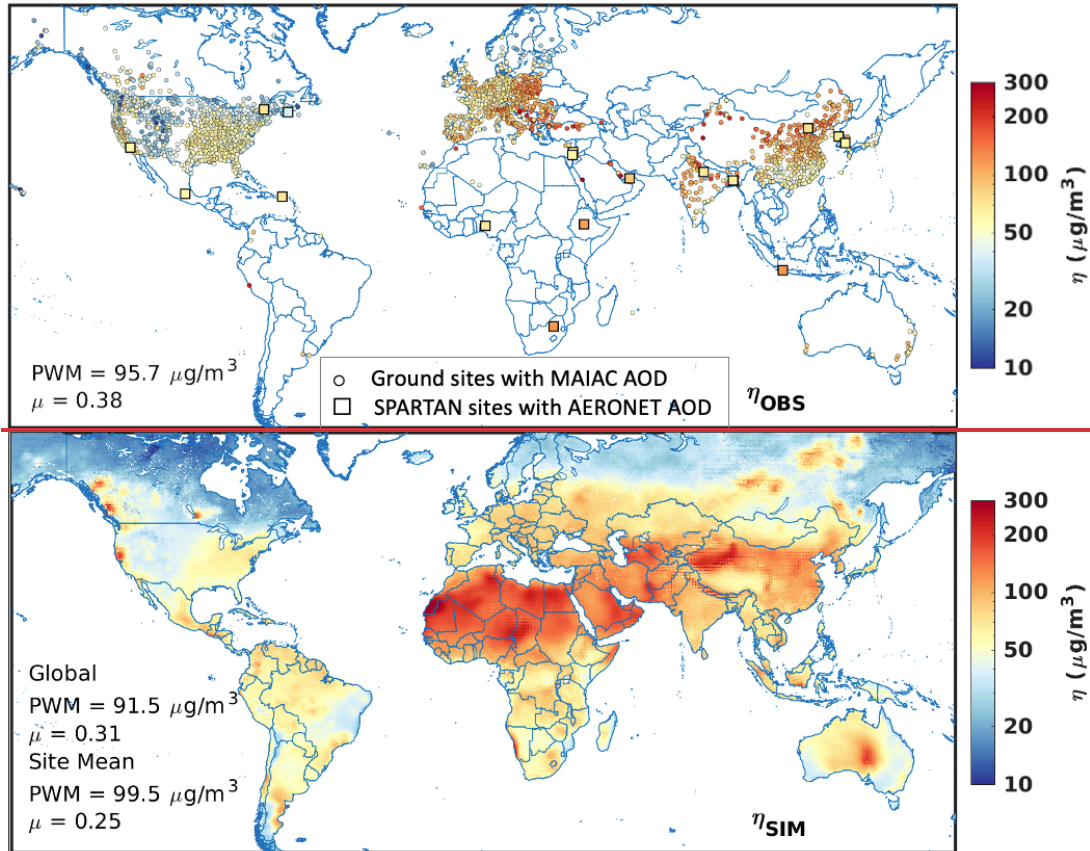 300
200
100
50
20
10
η (μg/m³)
PWM = 95.7 μg/m³
μ = 0.38
Ground sites with MAIAC AOD
SPARTAN sites with AERONET AOD
ηOBS
300
200
100
50
20
10
η (μg/m³)
Global
PWM = 91.5 μg/m³
μ = 0.31
Site Mean
PWM = 99.5 μg/m³
μ = 0.25
ηSIM